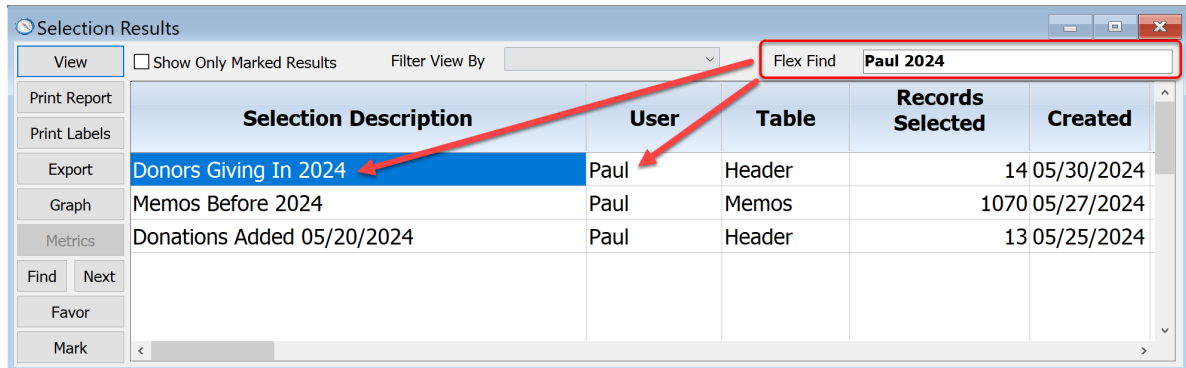 Selection Results
View Show Only Marked Results Filter View By Flex Find Paul 2024
Print Report
Print Labels
Selection Description User Table Records Selected Created
Export Donors Giving In 2024 Paul Header 14 05/30/2024
Graph Memos Before 2024 Paul Memos 1070 05/27/2024
Metrics Donations Added 05/20/2024 Paul Header 13 05/25/2024
Find Next
Favor
Mark